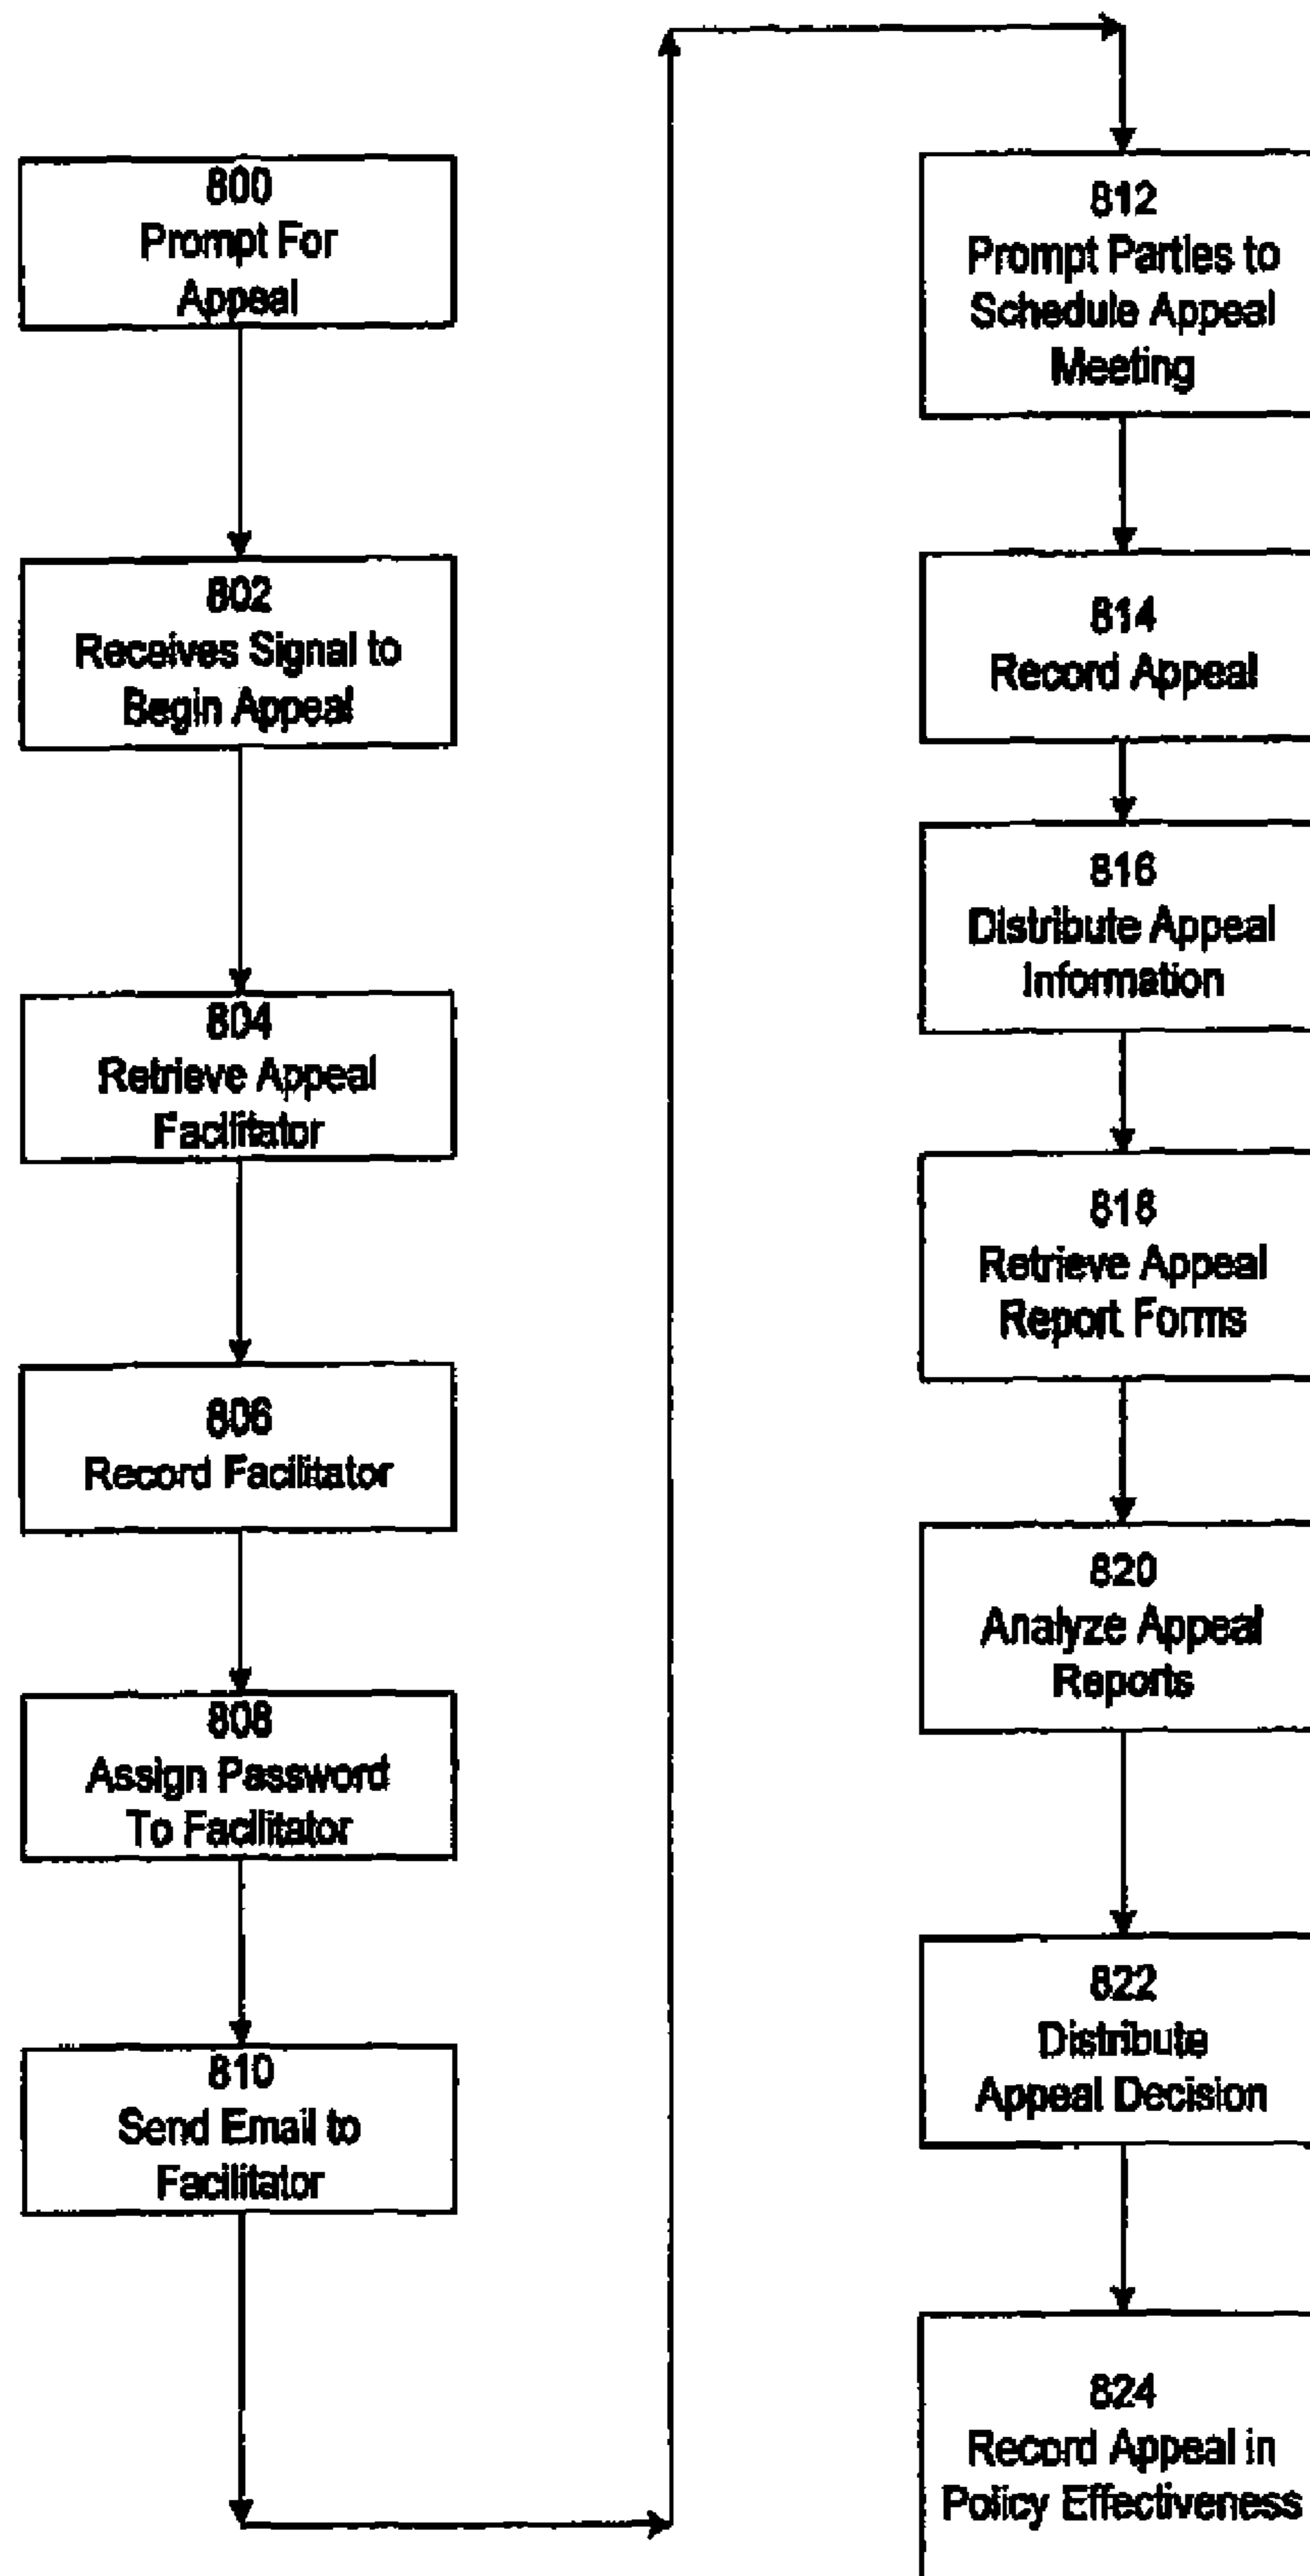 800
Prompt For
Appeal
802
Receives Signal to
Begin Appeal
804
Retrieve Appeal
Facilitator
806
Record Facilitator
808
Assign Password
To Facilitator
810
Send Email to
Facilitator
812
Prompt Parties to
Schedule Appeal
Meeting
814
Record Appeal
816
Distribute Appeal
Information
818
Retrieve Appeal
Report Forms
820
Analyze Appeal
Reports
822
Distribute
Appeal Decision
824
Record Appeal in
Policy Effectiveness